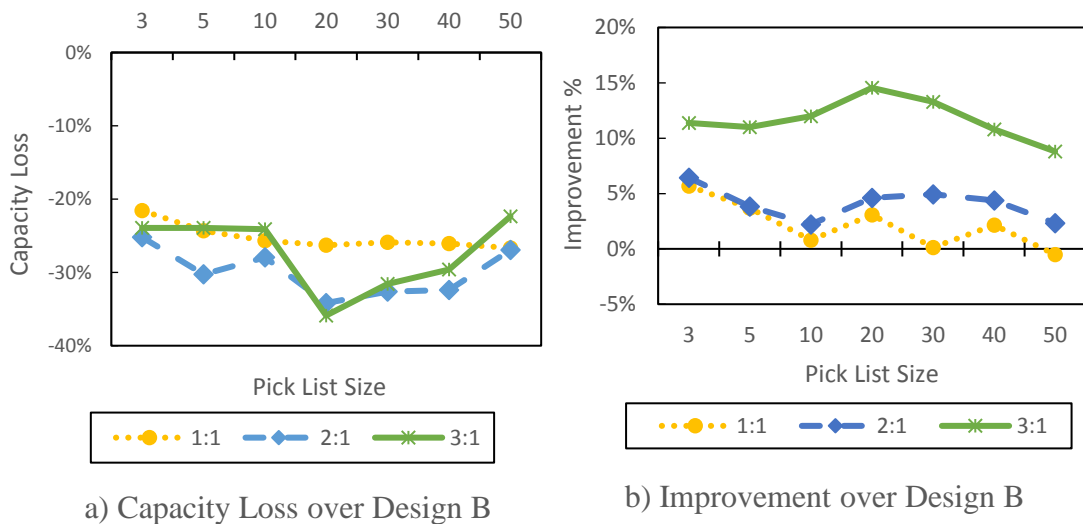 3 5 10 20 30 40 50
0%
-10%
-20%
-30%
-40%
Capacity Loss
Pick List Size
1:1 2:1 3:1
a) Capacity Loss over Design B
20%
15%
10%
5%
0%
-5%
Improvement %
3 5 10 20 30 40 50
Pick List Size
1:1 2:1 3:1
b) Improvement over Design B